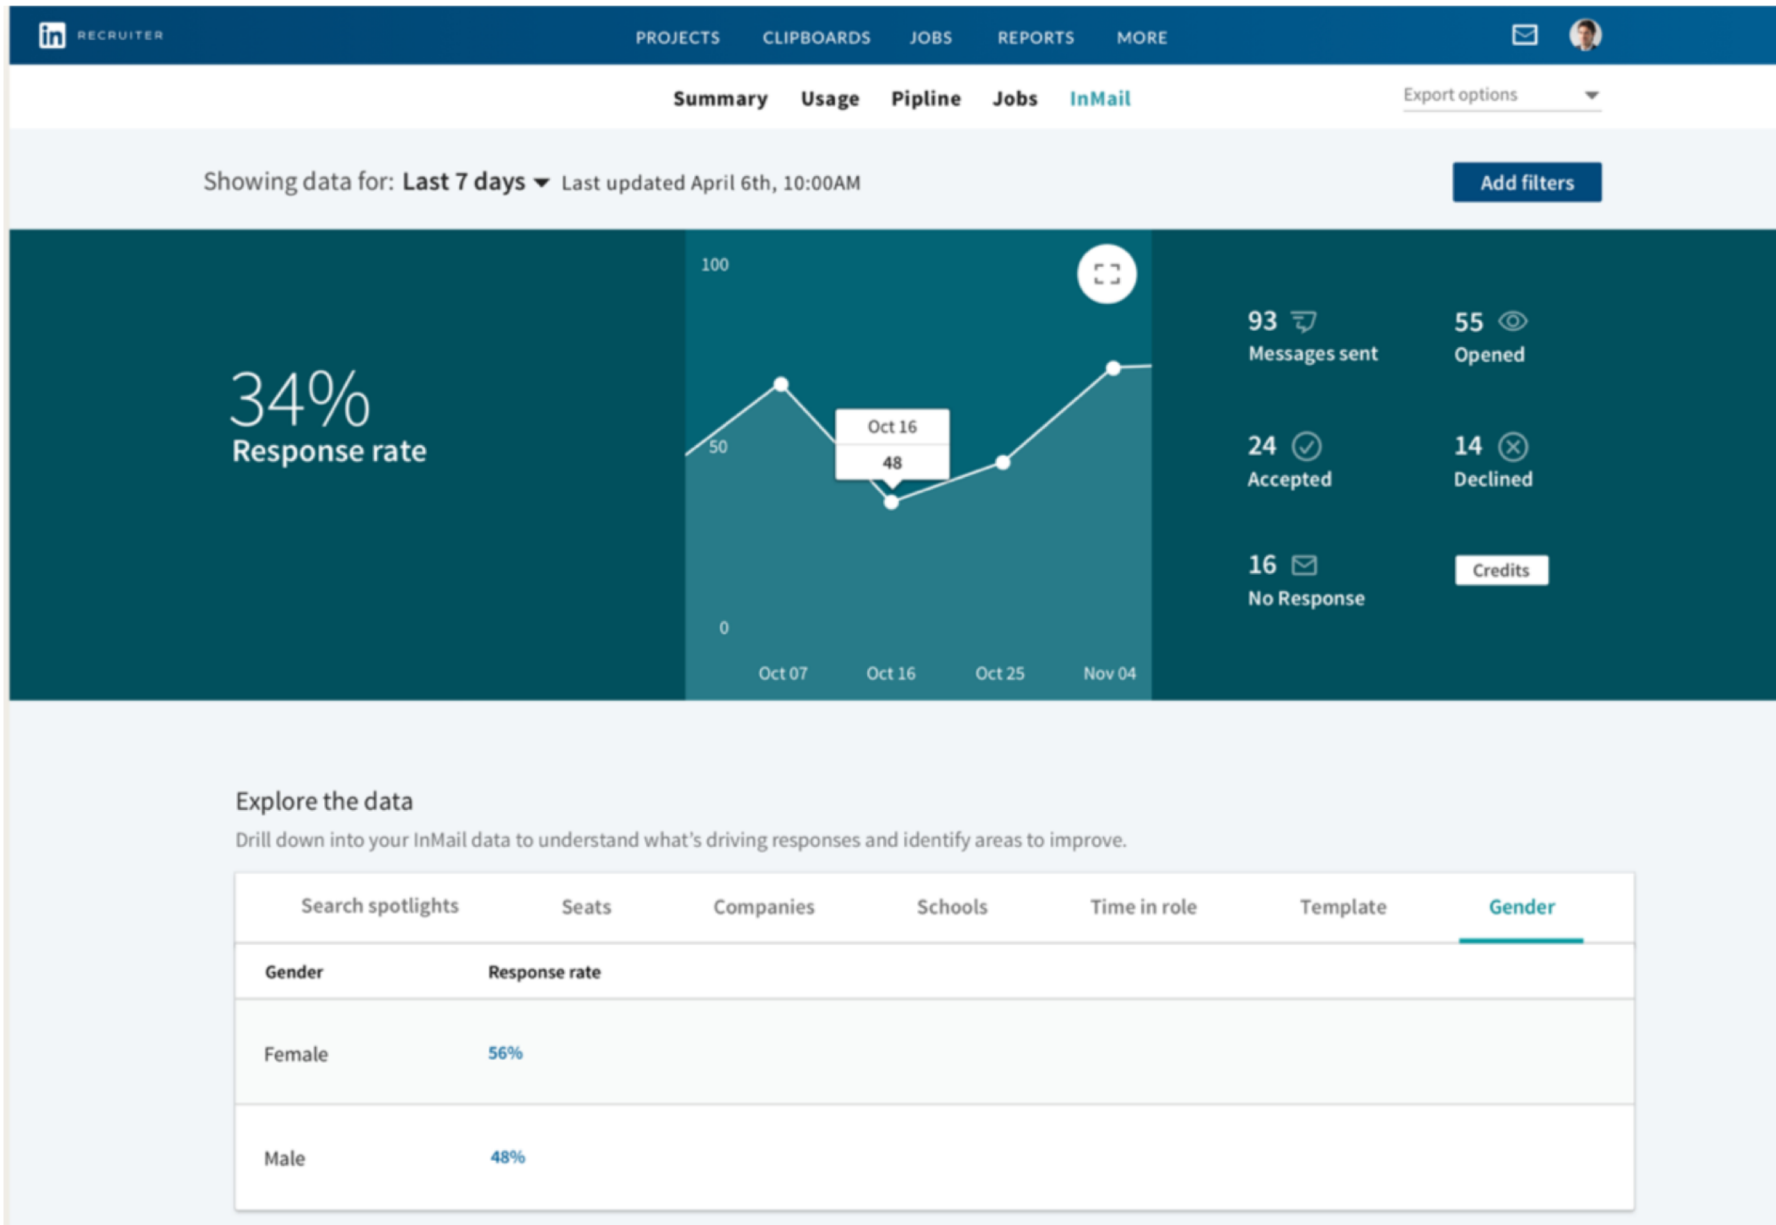 in RECRUITER
PROJECTS CLIPBOARDS JOBS REPORTS MORE
Summary Usage Pipline Jobs InMail
Export options
Showing data for: Last 7 days Last updated April 6th, 10:00AM
Add filters
34%
Response rate
100
50
0
Oct 16
48
Oct 07 Oct 16 Oct 25 Nov 04
93
Messages sent
55
Opened
24
Accepted
14
Declined
16
No Response
Credits
Explore the data
Drill down into your InMail data to understand what's driving responses and identify areas to improve.
Search spotlights Seats Companies Schools Time in role Template Gender
Gender Response rate
Female 56%
Male 48%